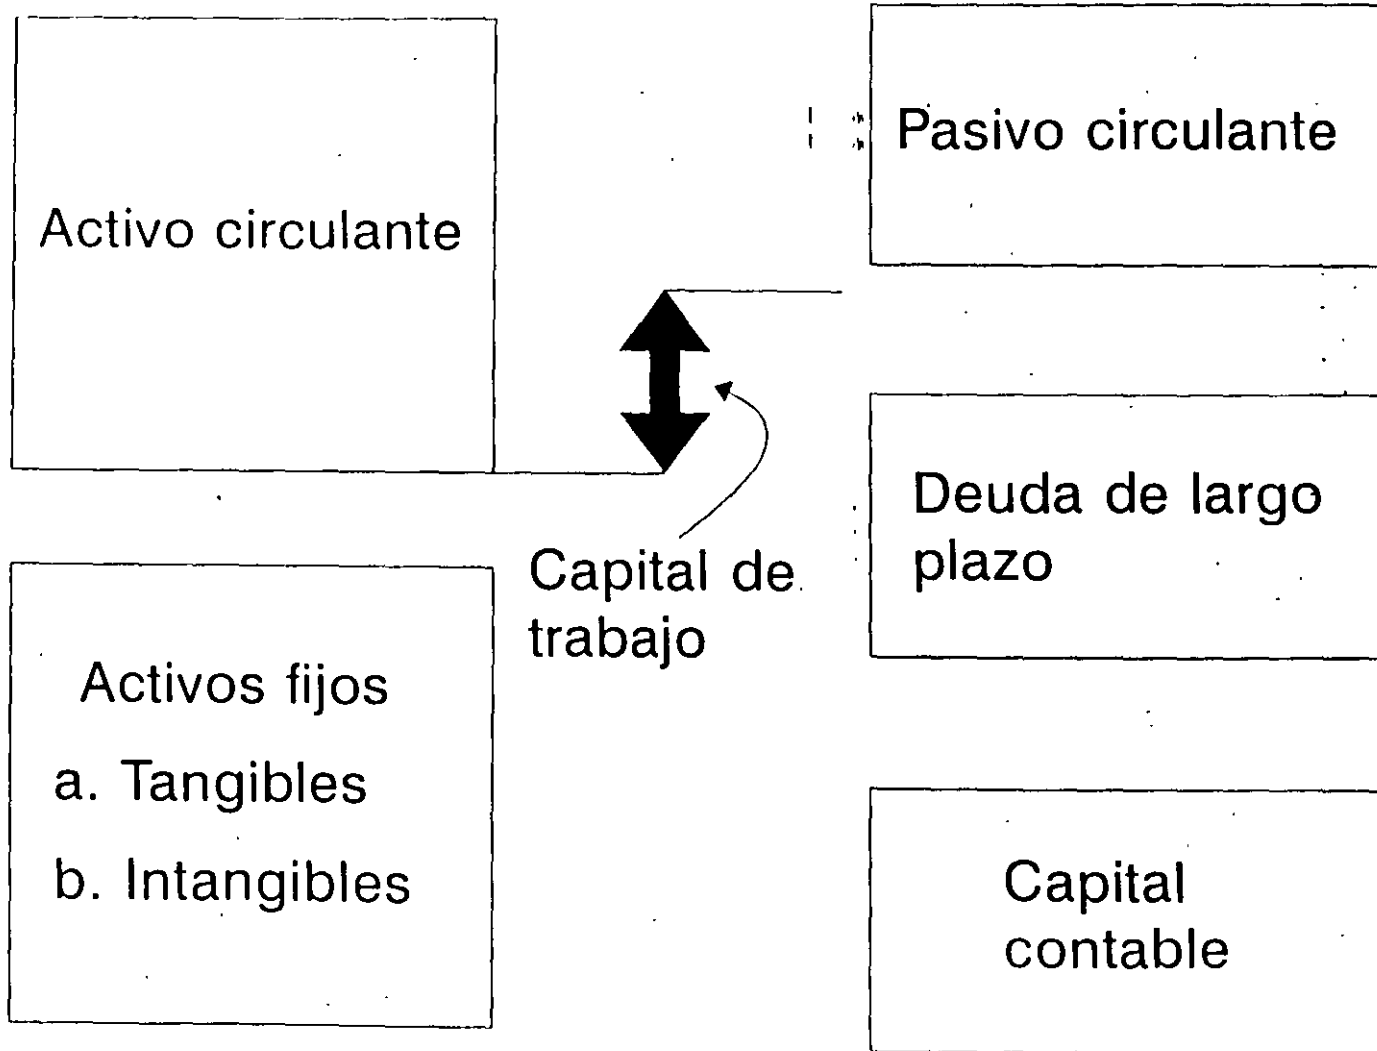 Activo circulante
Activos fijos
a. Tangibles
b. Intangibles
Capital de
trabajo
Pasivo circulante
Deuda de largo
plazo
Capital
contable